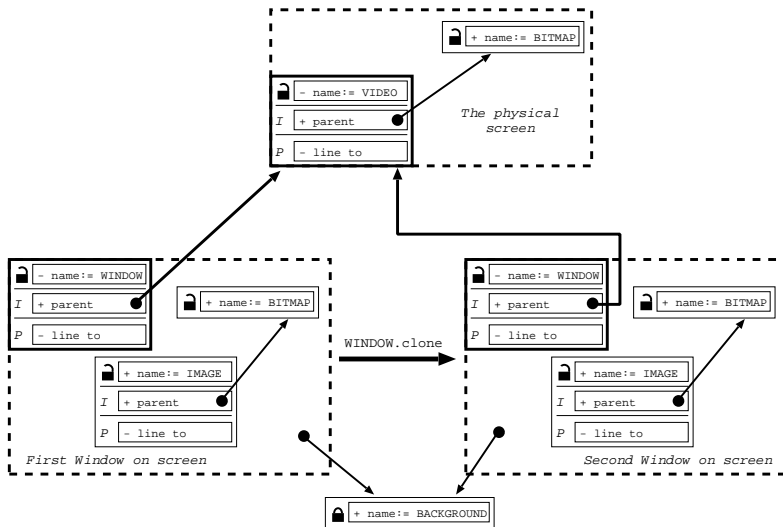 + name:= BITMAP
- name:= VIDEO
I + parent
P - line to
The physical
screen
- name:= WINDOW
I + parent
P - line to
+ name:= BITMAP
+ name:= IMAGE
I + parent
P - line to
First Window on screen
WINDOW.clone
- name:= WINDOW
I + parent
P - line to
+ name:= BITMAP
+ name:= IMAGE
I + parent
P - line to
Second Window on screen
+ name:= BACKGROUND